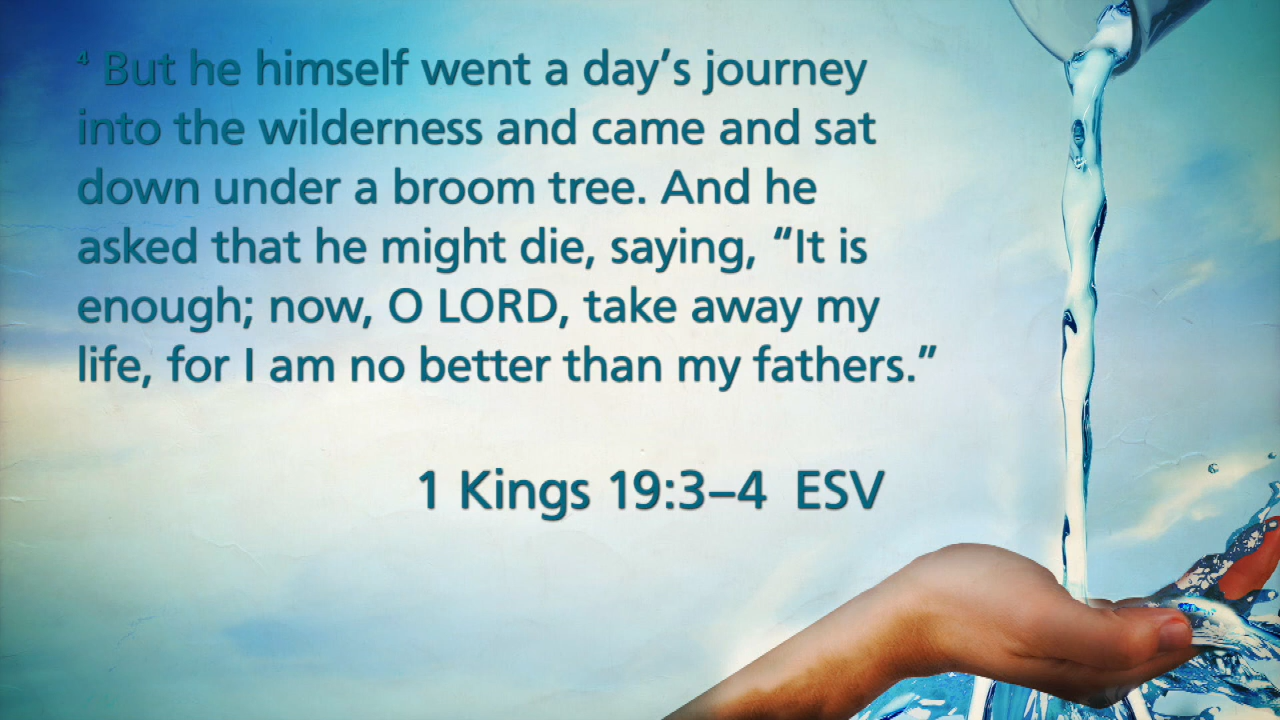 ⁴ But he himself went a day’s journey
into the wilderness and came and sat
down under a broom tree. And he
asked that he might die, saying, “It is
enough; now, O LORD, take away my
life, for I am no better than my fathers.”
1 Kings 19:3–4 ESV